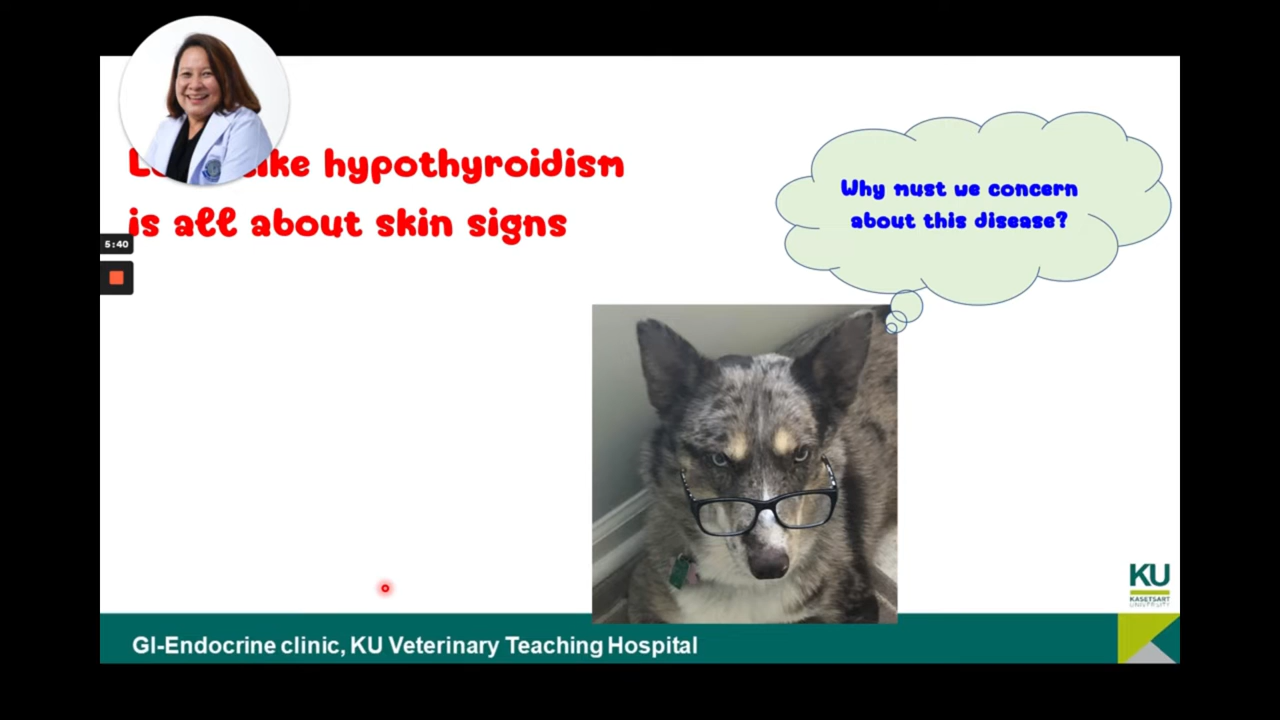 like hypothyroidism
is all about skin signs
Why must we concern
about this disease?
5:40
KU
KASETSART
UNIVERSITY
GI-Endocrine clinic, KU Veterinary Teaching Hospital